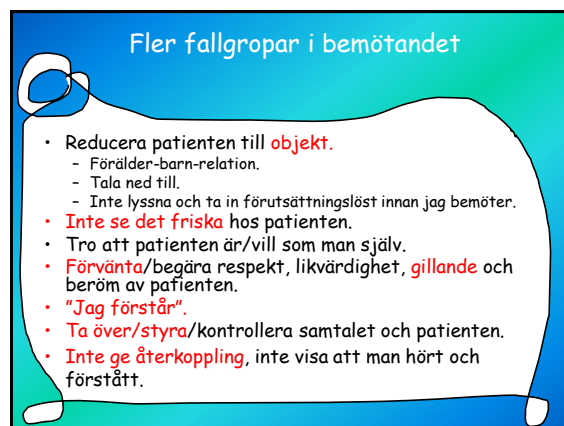 Fler fallgropar i bemötandet
• Reducera patienten till objekt.
– Förälder-barn-relation.
– Tala ned till.
– Inte lyssna och ta in förutsättningslöst innan jag bemöter.
• Inte se det friska hos patienten.
• Tro att patienten är/vill som man själv.
• Förvänta/begära respekt, likvärdighet, gillande och
beröm av patienten.
• ”Jag förstår”.
• Ta över/styra/kontrollera samtalet och patienten.
• Inte ge återkoppling, inte visa att man hört och
förstått.